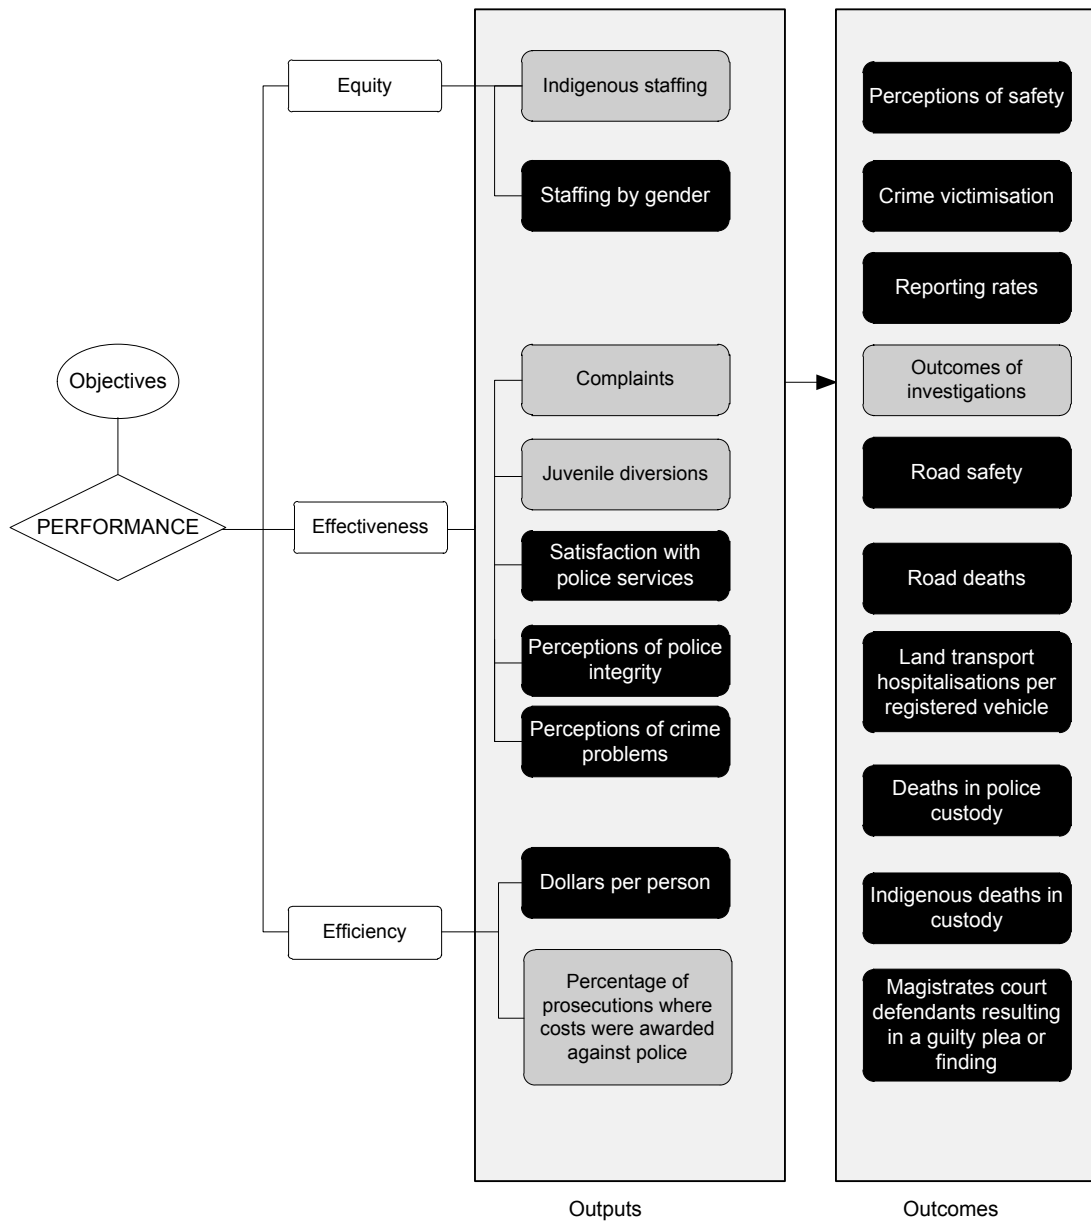 Objectives
PERFORMANCE
Equity
Effectiveness
Efficiency
Indigenous staffing
Staffing by gender
Complaints
Juvenile diversions
Satisfaction with
police services
Perceptions of police
integrity
Perceptions of crime
problems
Dollars per person
Percentage of
prosecutions where
costs were awarded
against police
Outputs
Perceptions of safety
Crime victimisation
Reporting rates
Outcomes of
investigations
Road safety
Road deaths
Land transport
hospitalisations per
registered vehicle
Deaths in police
custody
Indigenous deaths in
custody
Magistrates court
defendants resulting
in a guilty plea or
finding
Outcomes